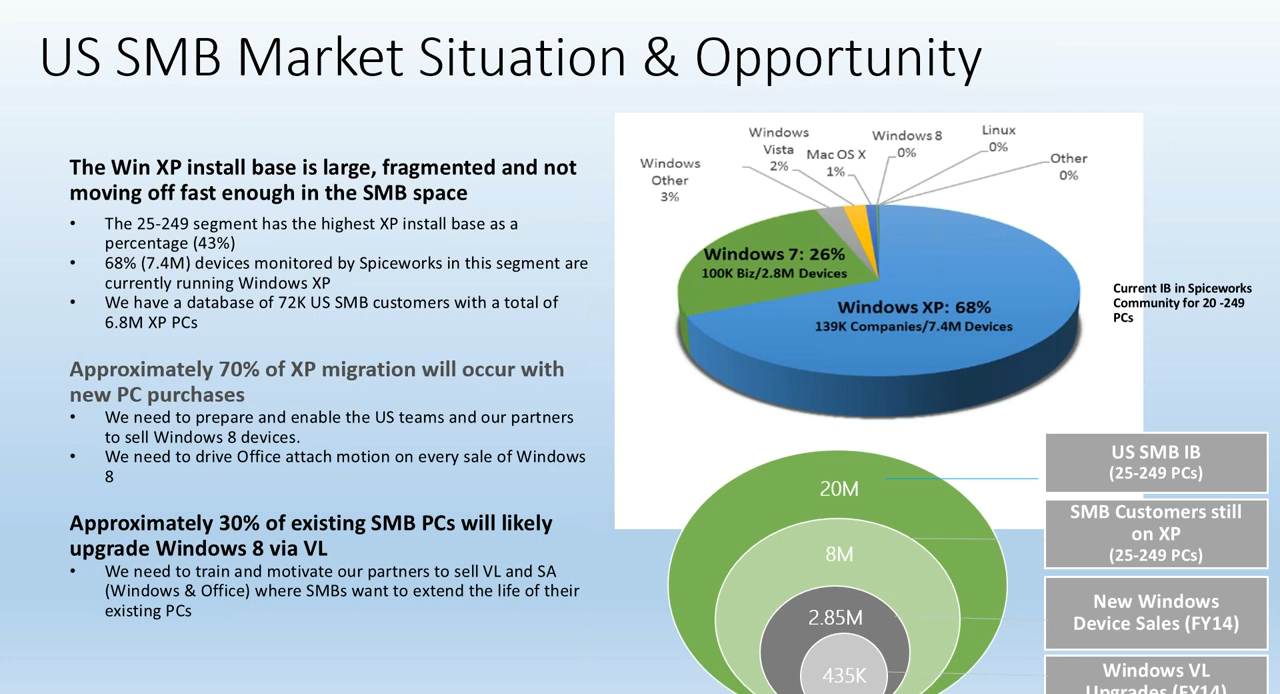 US SMB Market Situation & Opportunity
The Win XP install base is large, fragmented and not
moving off fast enough in the SMB space
• The 25-249 segment has the highest XP install base as a
percentage (43%)
• 68% (7.4M) devices monitored by Spiceworks in this segment are
currently running Windows XP
• We have a database of 72K US SMB customers with a total of
6.8M XP PCs
Approximately 70% of XP migration will occur with
new PC purchases
• We need to prepare and enable the US teams and our partners
to sell Windows 8 devices.
• We need to drive Office attach motion on every sale of Windows
8
Approximately 30% of existing SMB PCs will likely
upgrade Windows 8 via VL
• We need to train and motivate our partners to sell VL and SA
(Windows & Office) where SMBs want to extend the life of their
existing PCs
Windows
Other
3%
Windows
Vista
2%
Mac OS X
1%
Windows 8
0%
Linux
0%
Other
0%
Windows 7: 26%
100K Biz/2.8M Devices
Windows XP: 68%
139K Companies/7.4M Devices
Current IB in Spiceworks
Community for 20 -249
PCs
20M
8M
2.85M
435K
US SMB IB
(25-249 PCs)
SMB Customers still
on XP
(25-249 PCs)
New Windows
Device Sales (FY14)
Windows VL
Upgrades (FY14)